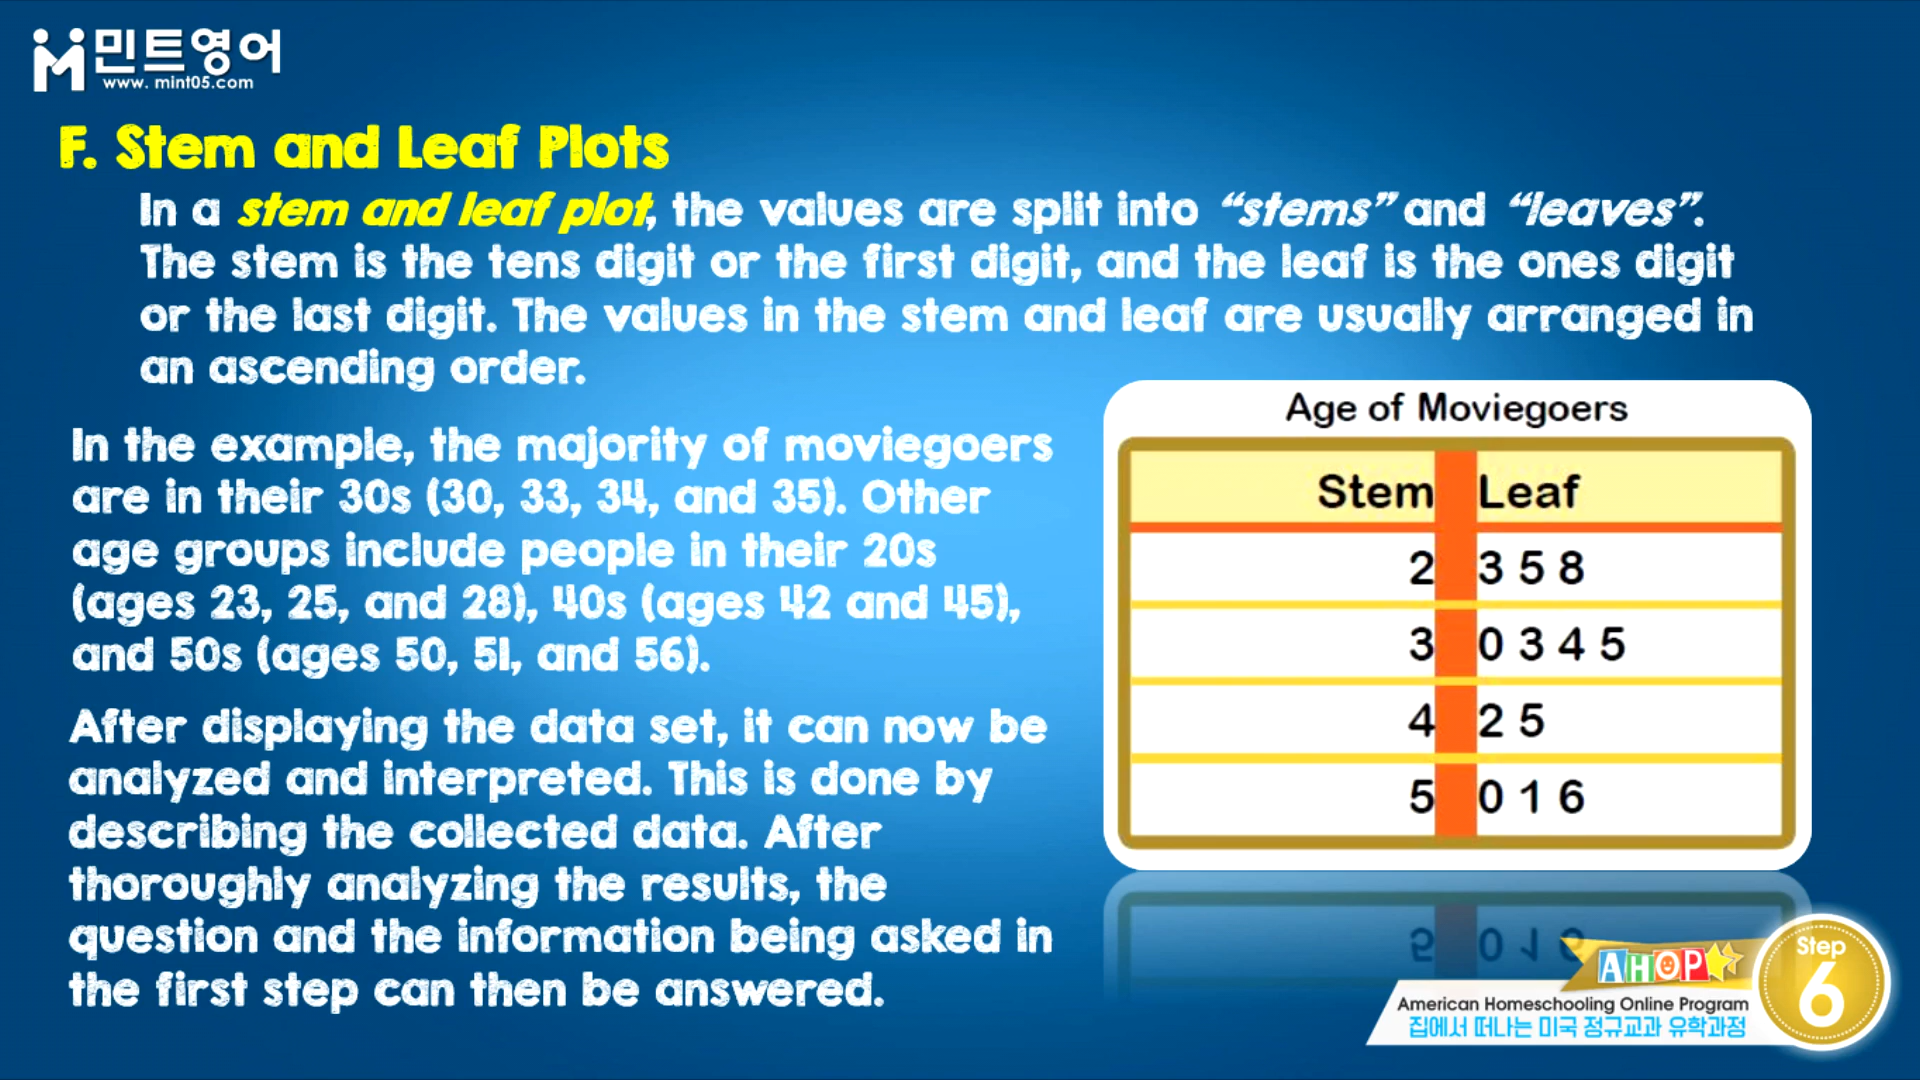 민트영어
www. mint05.com
F. Stem and Leaf Plots
In a stem and leaf plot, the values are split into “stems” and “leaves”.
The stem is the tens digit or the first digit, and the leaf is the ones digit
or the last digit. The values in the stem and leaf are usually arranged in
an ascending order.
In the example, the majority of moviegoers
are in their 30s (30, 33, 34, and 35). Other
age groups include people in their 20s
(ages 23, 25, and 28), 40s (ages 42 and 45),
and 50s (ages 50, 51, and 56).
After displaying the data set, it can now be
analyzed and interpreted. This is done by
describing the collected data. After
thoroughly analyzing the results, the
question and the information being asked in
the first step can then be answered.
Age of Moviegoers
Stem Leaf
2 3 5 8
3 0 3 4 5
4 2 5
5 0 1 6
AHOP
American Homeschooling Online Program
집에서 떠나는 미국 정규교과 유학과정
Step
6